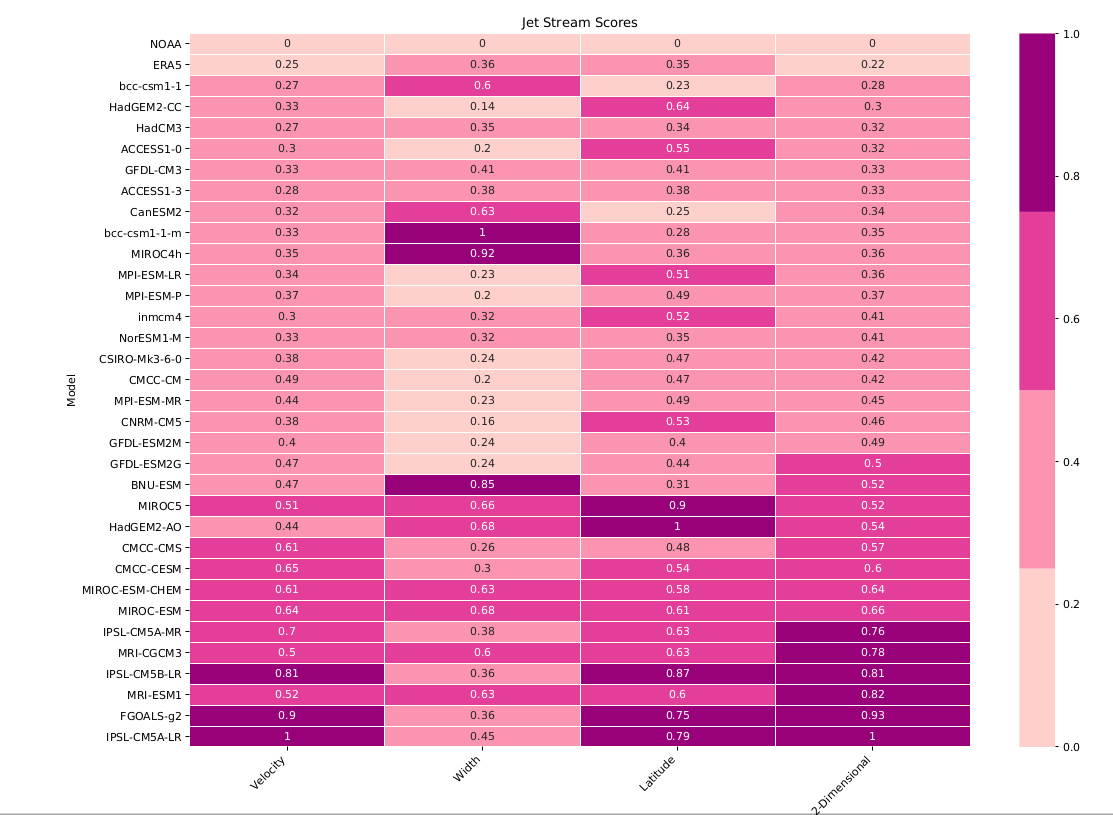 Jet Stream Scores
NOAA 0 0 0 0
ERA5 0.25 0.36 0.35 0.22
bcc-csm1-1 0.27 0.6 0.23 0.28
HadGEM2-CC 0.33 0.14 0.64 0.3
HadCM3 0.27 0.35 0.34 0.32
ACCESS1-0 0.3 0.2 0.55 0.32
GFDL-CM3 0.33 0.41 0.41 0.33
ACCESS1-3 0.28 0.38 0.38 0.33
CanESM2 0.32 0.63 0.25 0.34
bcc-csm1-1-m 0.33 1 0.28 0.35
MIROC4h 0.35 0.92 0.36 0.36
MPI-ESM-LR 0.34 0.23 0.51 0.36
MPI-ESM-P 0.37 0.2 0.49 0.37
inmcm4 0.3 0.32 0.52 0.41
NorESM1-M 0.33 0.32 0.35 0.41
CSIRO-Mk3-6-0 0.38 0.24 0.47 0.42
CMCC-CM 0.49 0.2 0.47 0.42
MPI-ESM-MR 0.44 0.23 0.49 0.45
CNRM-CM5 0.38 0.16 0.53 0.46
GFDL-ESM2M 0.4 0.24 0.4 0.49
GFDL-ESM2G 0.47 0.24 0.44 0.5
BNU-ESM 0.47 0.85 0.31 0.52
MIROC5 0.51 0.66 0.9 0.52
HadGEM2-AO 0.44 0.68 1 0.54
CMCC-CMS 0.61 0.26 0.48 0.57
CMCC-CESM 0.65 0.3 0.54 0.6
MIROC-ESM-CHEM 0.61 0.63 0.58 0.64
MIROC-ESM 0.64 0.68 0.61 0.66
IPSL-CM5A-MR 0.7 0.38 0.63 0.76
MRI-CGCM3 0.5 0.6 0.63 0.78
IPSL-CM5B-LR 0.81 0.36 0.87 0.81
MRI-ESM1 0.52 0.63 0.6 0.82
FGOALS-g2 0.9 0.36 0.75 0.93
IPSL-CM5A-LR 1 0.45 0.79 1
Model
Velocity Width Latitude 2-Dimensional
1.0
0.8
0.6
0.4
0.2
0.0